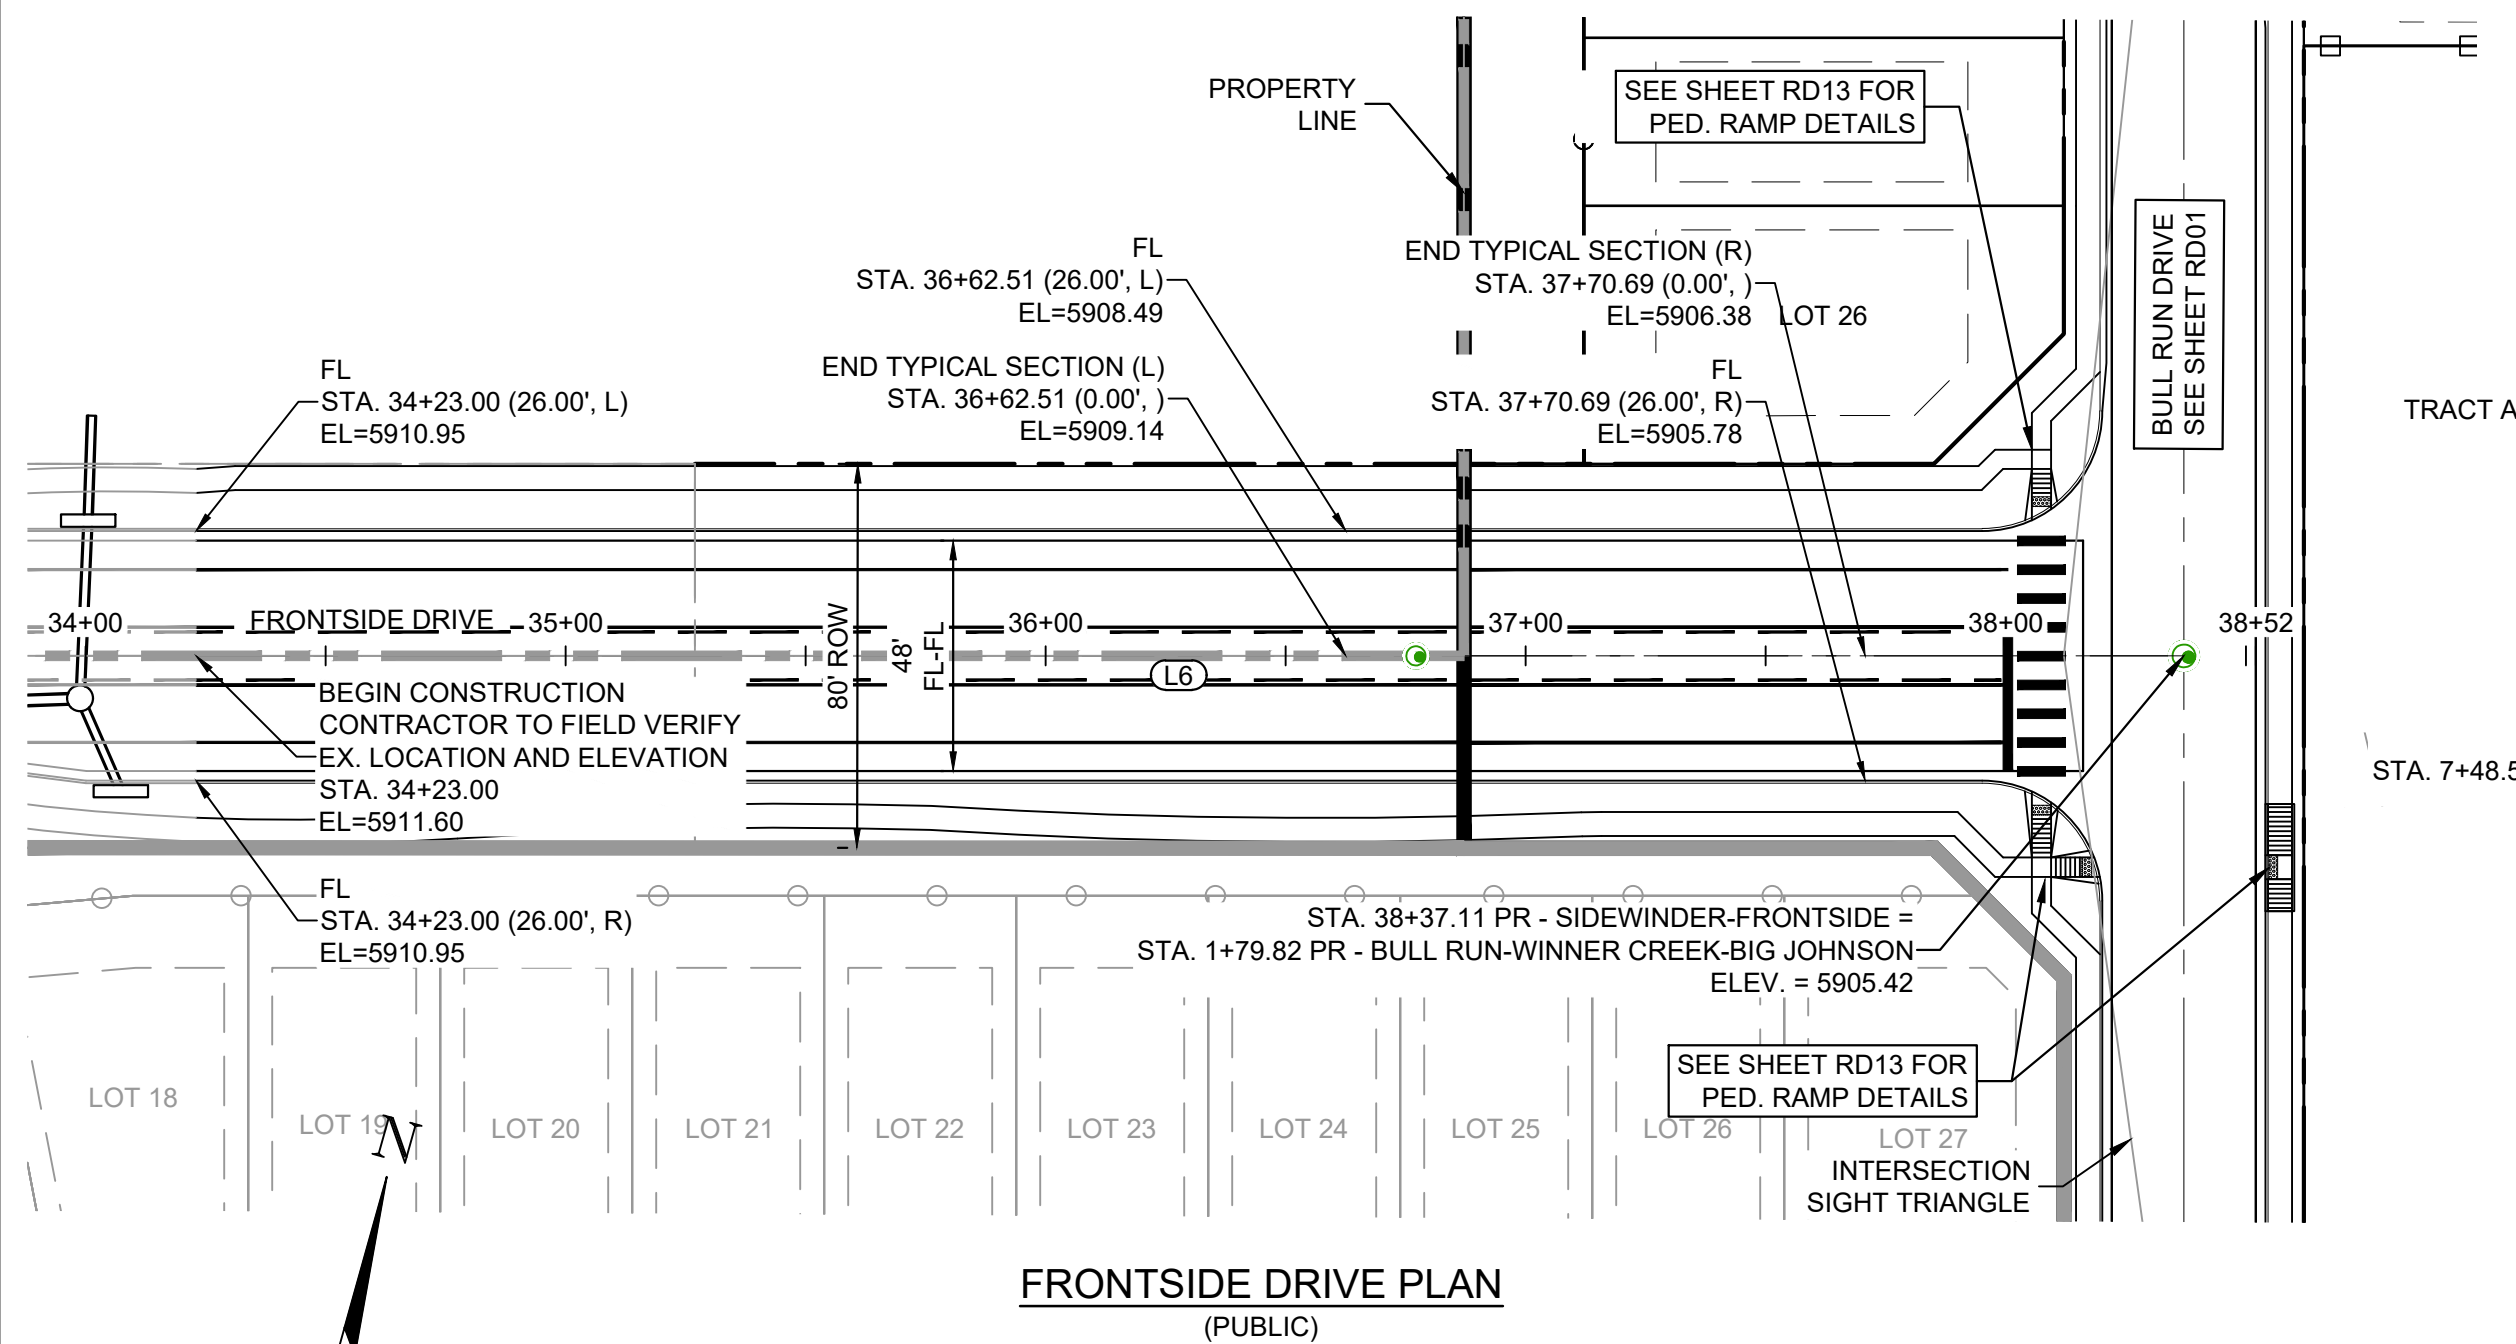 PROPERTY
LINE
SEE SHEET RD13 FOR
PED. RAMP DETAILS
BULL RUN DRIVE
SEE SHEET RD01
FL
STA. 36+62.51 (26.00', L)
EL=5908.49
END TYPICAL SECTION (R)
STA. 37+70.69 (0.00', )
EL=5906.38
LOT 26
FL
STA. 34+23.00 (26.00', L)
EL=5910.95
END TYPICAL SECTION (L)
STA. 36+62.51 (0.00', )
EL=5909.14
FL
STA. 37+70.69 (26.00', R)
EL=5905.78
TRACT A
34+00
FRONTSIDE DRIVE
35+00
80' ROW
48'
FL-FL
36+00
L6
37+00
38+00
38+52
BEGIN CONSTRUCTION
CONTRACTOR TO FIELD VERIFY
EX. LOCATION AND ELEVATION
STA. 34+23.00
EL=5911.60
STA. 7+48.5
FL
STA. 34+23.00 (26.00', R)
EL=5910.95
STA. 38+37.11 PR - SIDEWINDER-FRONTSIDE =
STA. 1+79.82 PR - BULL RUN-WINNER CREEK-BIG JOHNSON
ELEV. = 5905.42
SEE SHEET RD13 FOR
PED. RAMP DETAILS
LOT 18
LOT 19
LOT 20
LOT 21
LOT 22
LOT 23
LOT 24
LOT 25
LOT 26
LOT 27
N
INTERSECTION
SIGHT TRIANGLE
FRONTSIDE DRIVE PLAN
(PUBLIC)